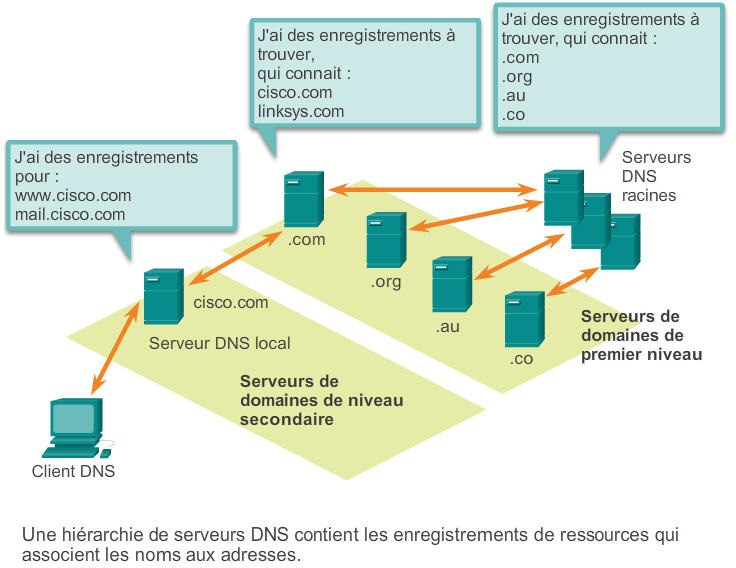 J'ai des enregistrements à
trouver, qui connait :
.com
.org
.au
.co
J'ai des enregistrements à
trouver,
qui connait :
cisco.com
linksys.com
J'ai des enregistrements
pour :
www.cisco.com
mail.cisco.com
Serveurs
DNS
racines
.com
.org
.au
.co
cisco.com
Serveur DNS local
Serveurs de
domaines de
premier niveau
Serveurs de
domaines de niveau
secondaire
Client DNS
Une hiérarchie de serveurs DNS contient les enregistrements de ressources qui
associent les noms aux adresses.